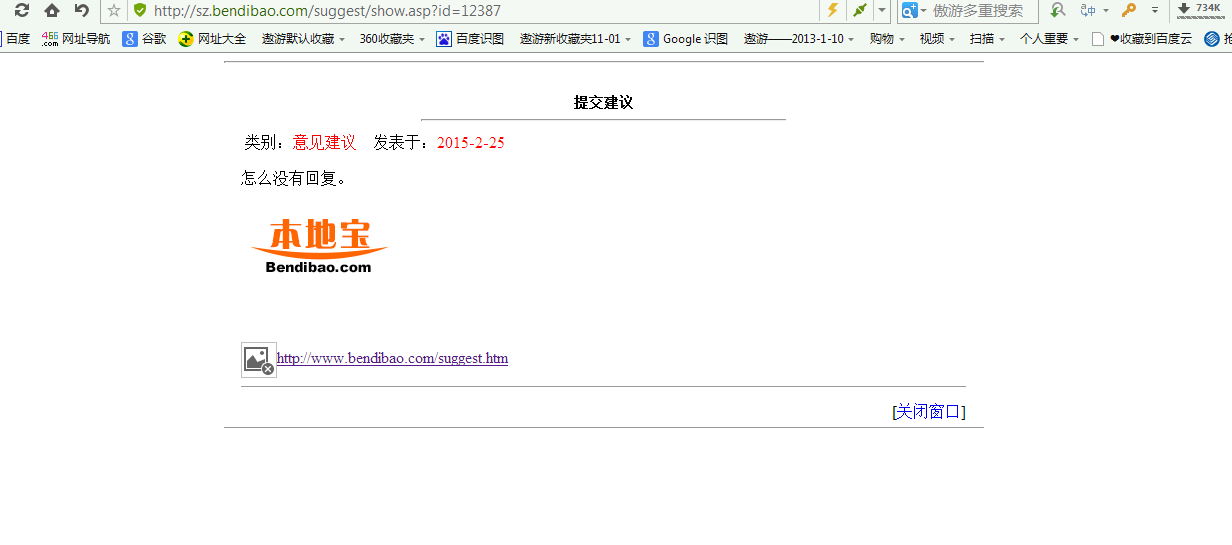 http://sz.bendibao.com/suggest/show.asp?id=12387 傲游多重搜索 734K
百度 466 .com 网址导航 谷歌 网址大全 遨游默认收藏 360收藏夹 百度识图 遨游新收藏夹11-01 Google 识图 遨游——2013-1-10 购物 视频 扫描 个人重要 ❤收藏到百度云
提交建议
类别：意见建议 发表于：2015-2-25
怎么没有回复。
本地宝
Bendibao.com
http://www.bendibao.com/suggest.htm
[关闭窗口]